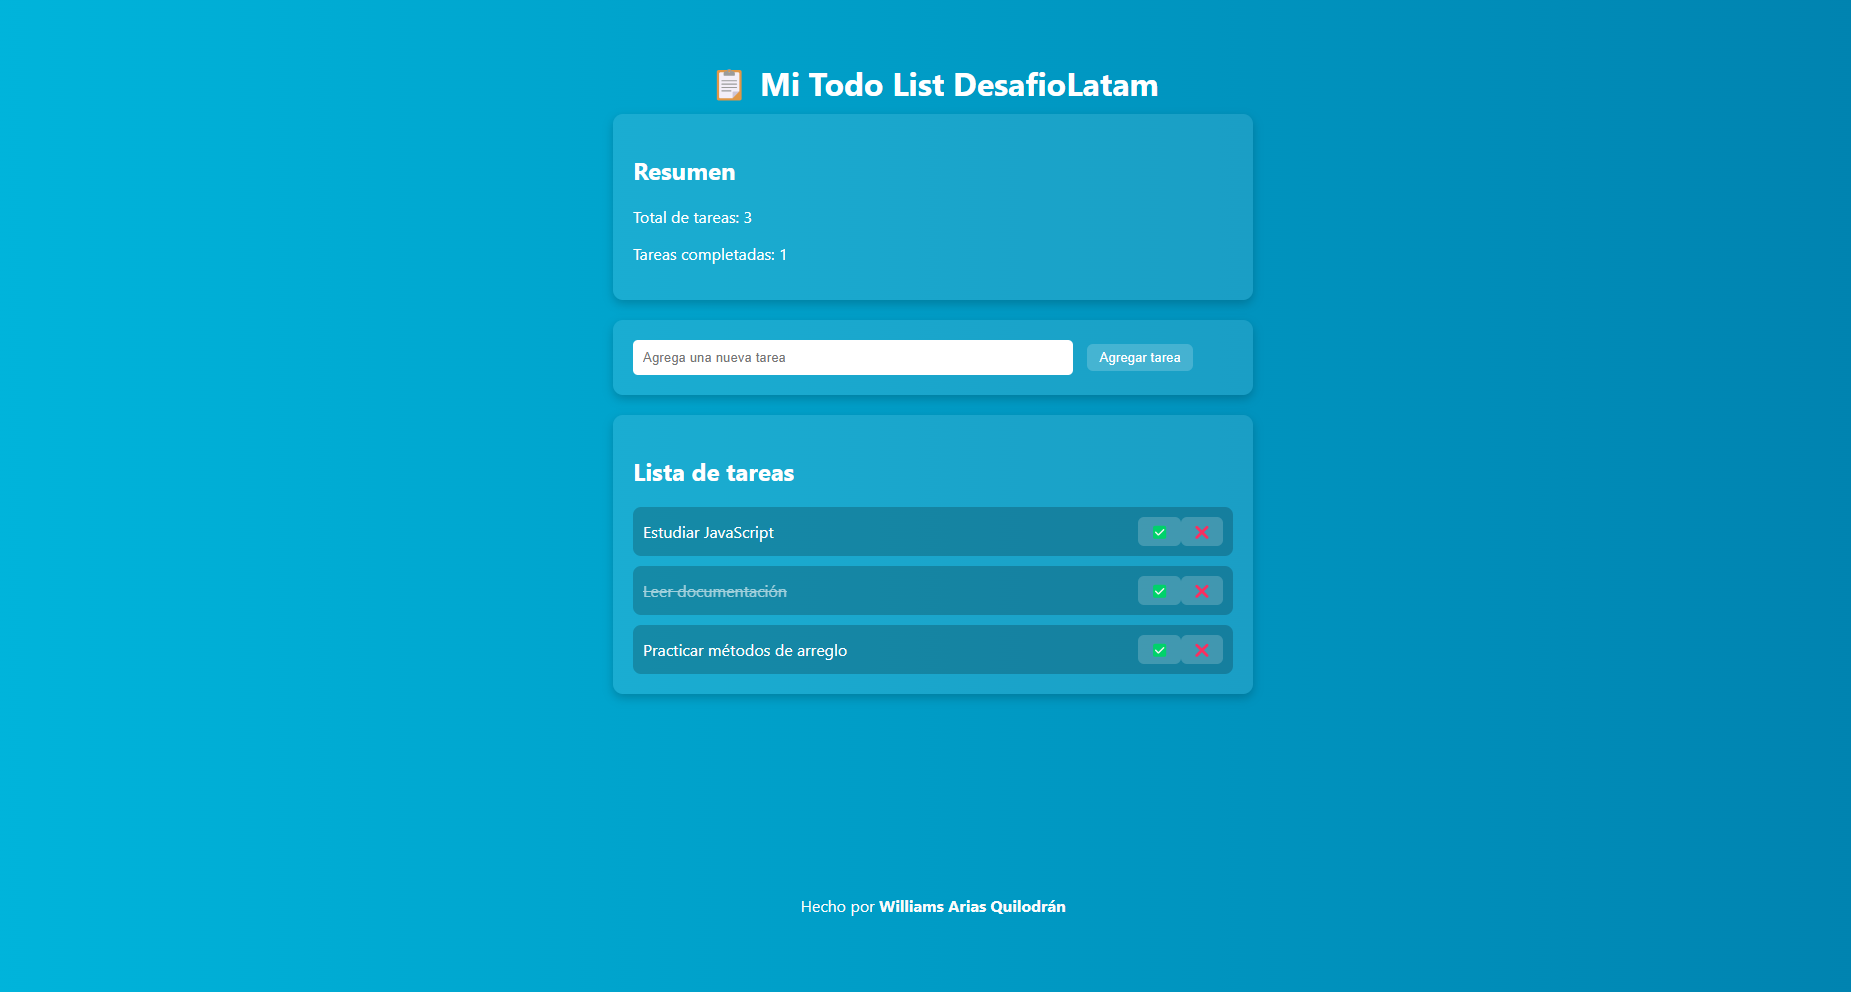 Mi Todo List DesafioLatam
Resumen
Total de tareas: 3
Tareas completadas: 1
Agrega una nueva tarea
Agregar tarea
Lista de tareas
Estudiar JavaScript
Leer documentación
Practicar métodos de arreglo
Hecho por Williams Arias Quilodrán